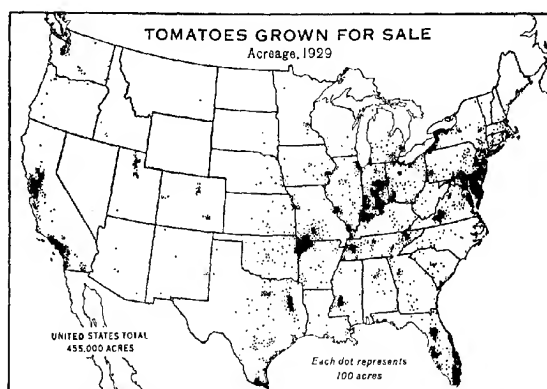 TOMATOES GROWN FOR SALE
Acreage, 1929
UNITED STATES TOTAL
455,000 ACRES
Each dot represents
100 acres